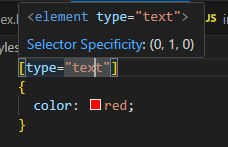 <element type="text">
Selector Specificity: (0, 1, 0)
[type="text"]
{
color: red;
}